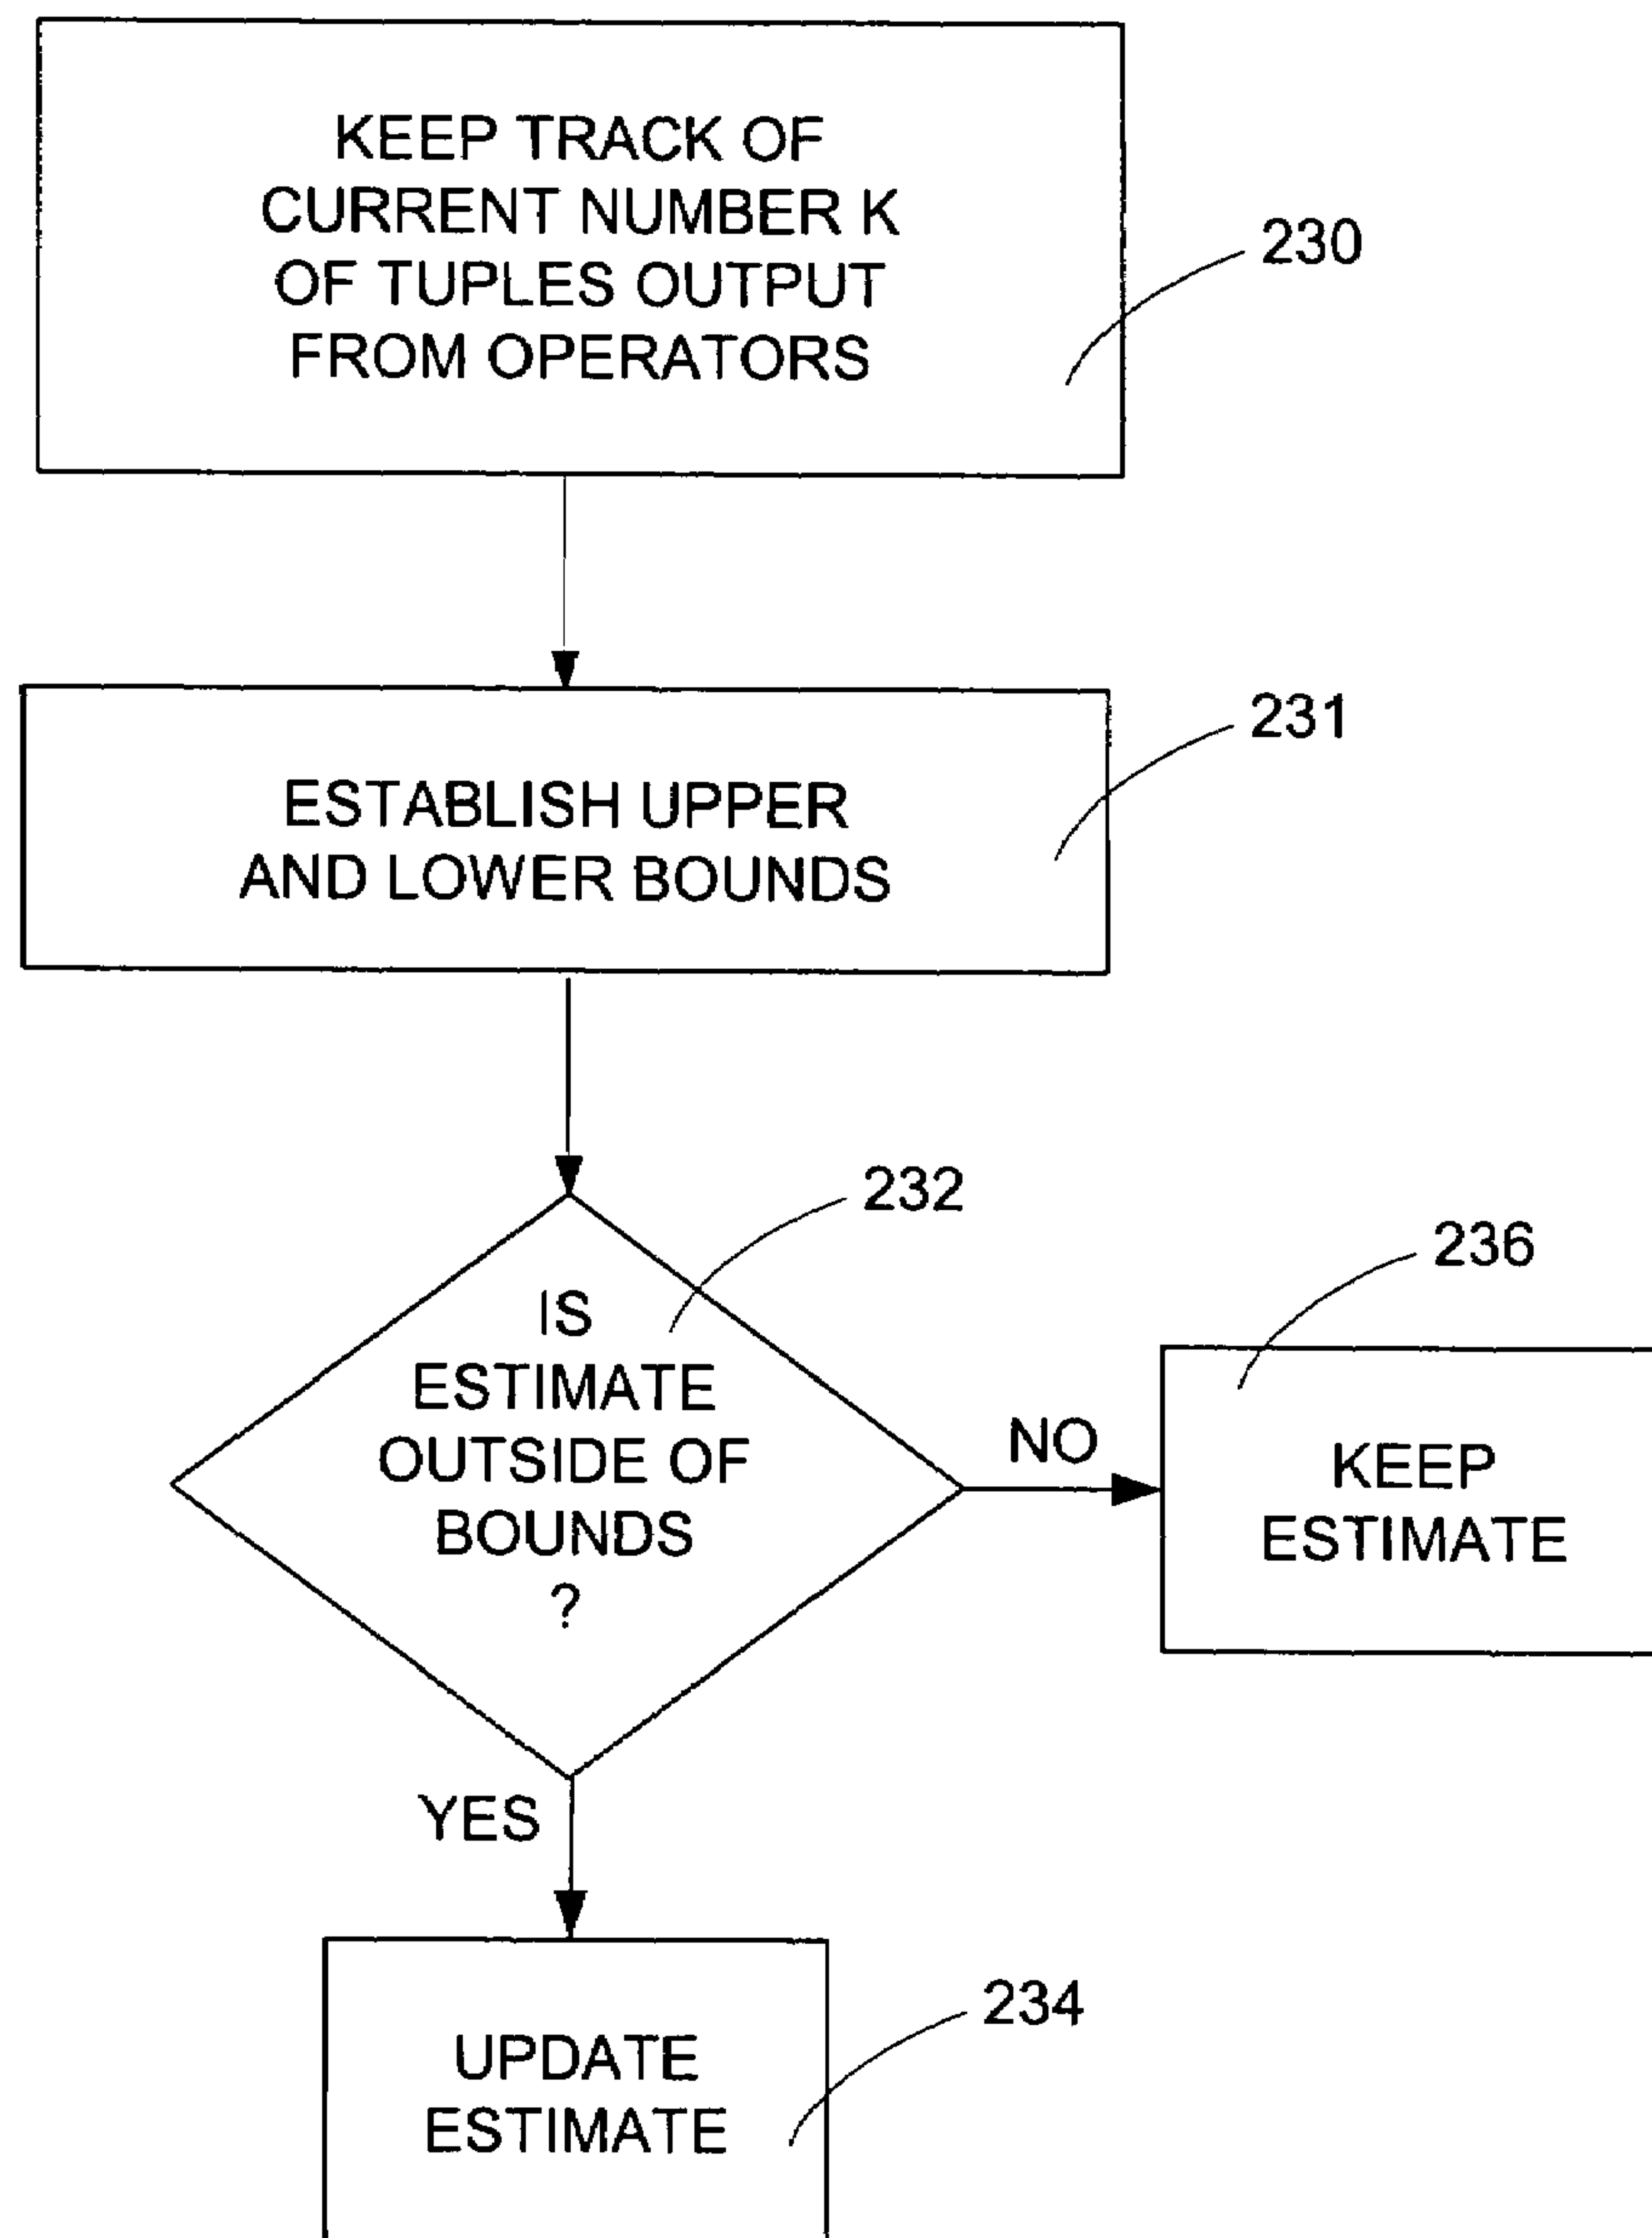 KEEP TRACK OF
CURRENT NUMBER K
OF TUPLES OUTPUT
FROM OPERATORS
230
ESTABLISH UPPER
AND LOWER BOUNDS
231
IS
ESTIMATE
OUTSIDE OF
BOUNDS
?
232
NO
KEEP
ESTIMATE
236
YES
UPDATE
ESTIMATE
234